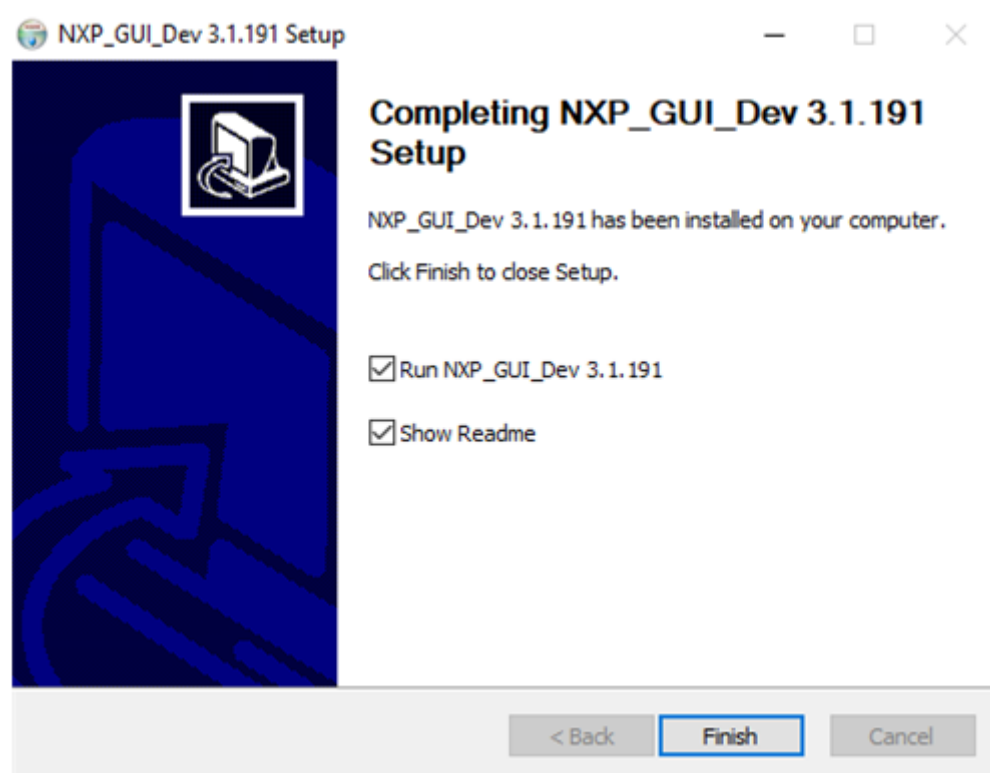 NXP_GUI_Dev 3.1.191 Setup
Completing NXP_GUI_Dev 3.1.191
Setup
NXP_GUI_Dev 3.1.191 has been installed on your computer.
Click Finish to close Setup.
Run NXP_GUI_Dev 3.1.191
Show Readme
< Back
Finish
Cancel